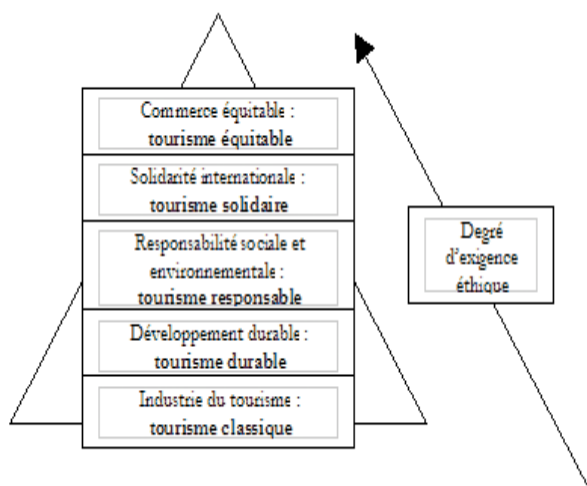 Commerce équitable :
tourisme équitable
Solidarité internationale :
tourisme solidaire
Responsabilité sociale et
environnementale :
tourisme responsable
Développement durable :
tourisme durable
Industrie du tourisme :
tourisme classique
Degré
d'exigence
éthique